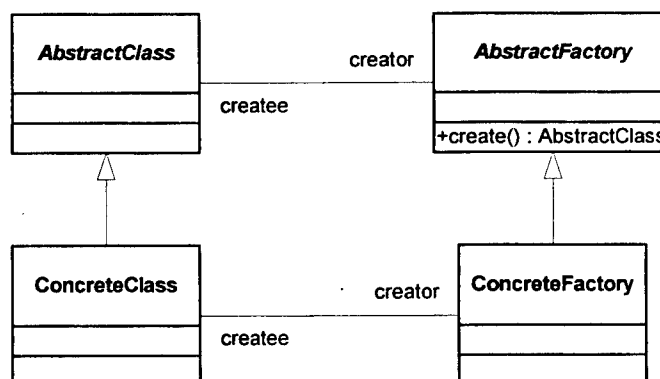 AbstractClass
AbstractFactory
creator
createe
+create() : AbstractClass
ConcreteClass
ConcreteFactory
creator
createe